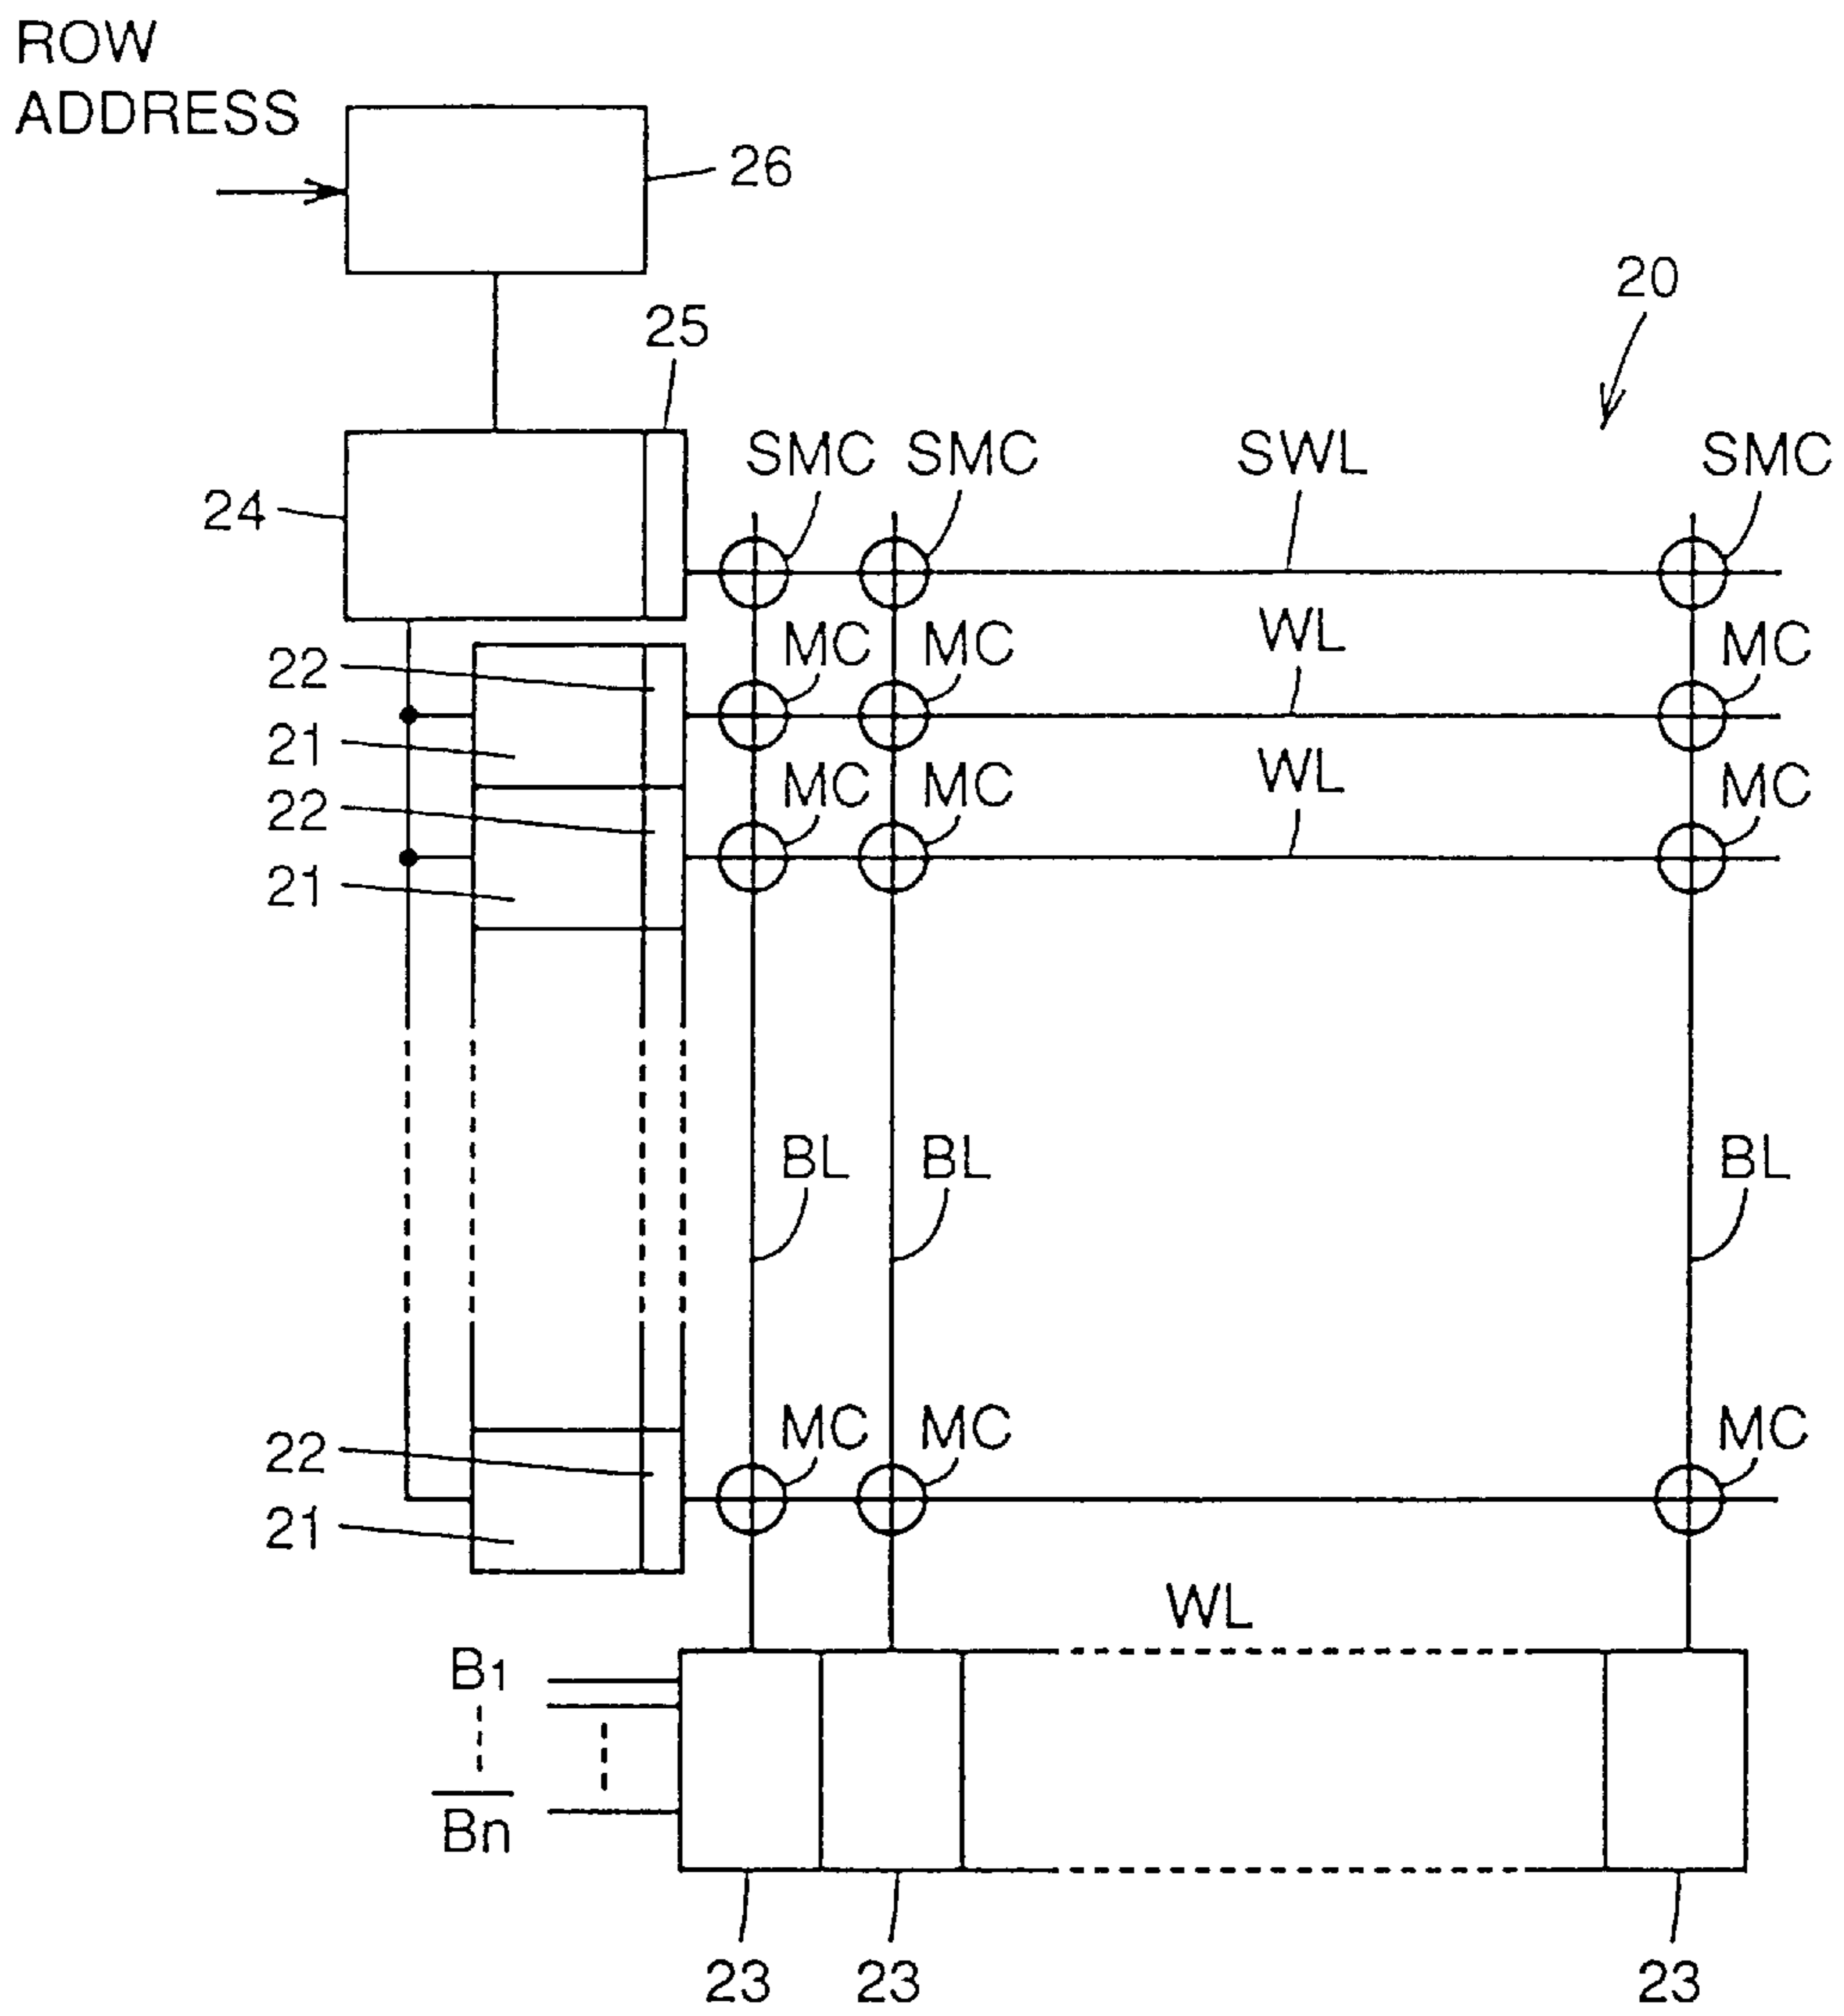 ROW
ADDRESS
26
20
25
SMC SMC SWL SMC
24
MC MC WL MC
22
21
MC MC WL MC
22
21
BL BL BL
MC MC MC
22
21
WL
B1
B̅n̅
23 23 23